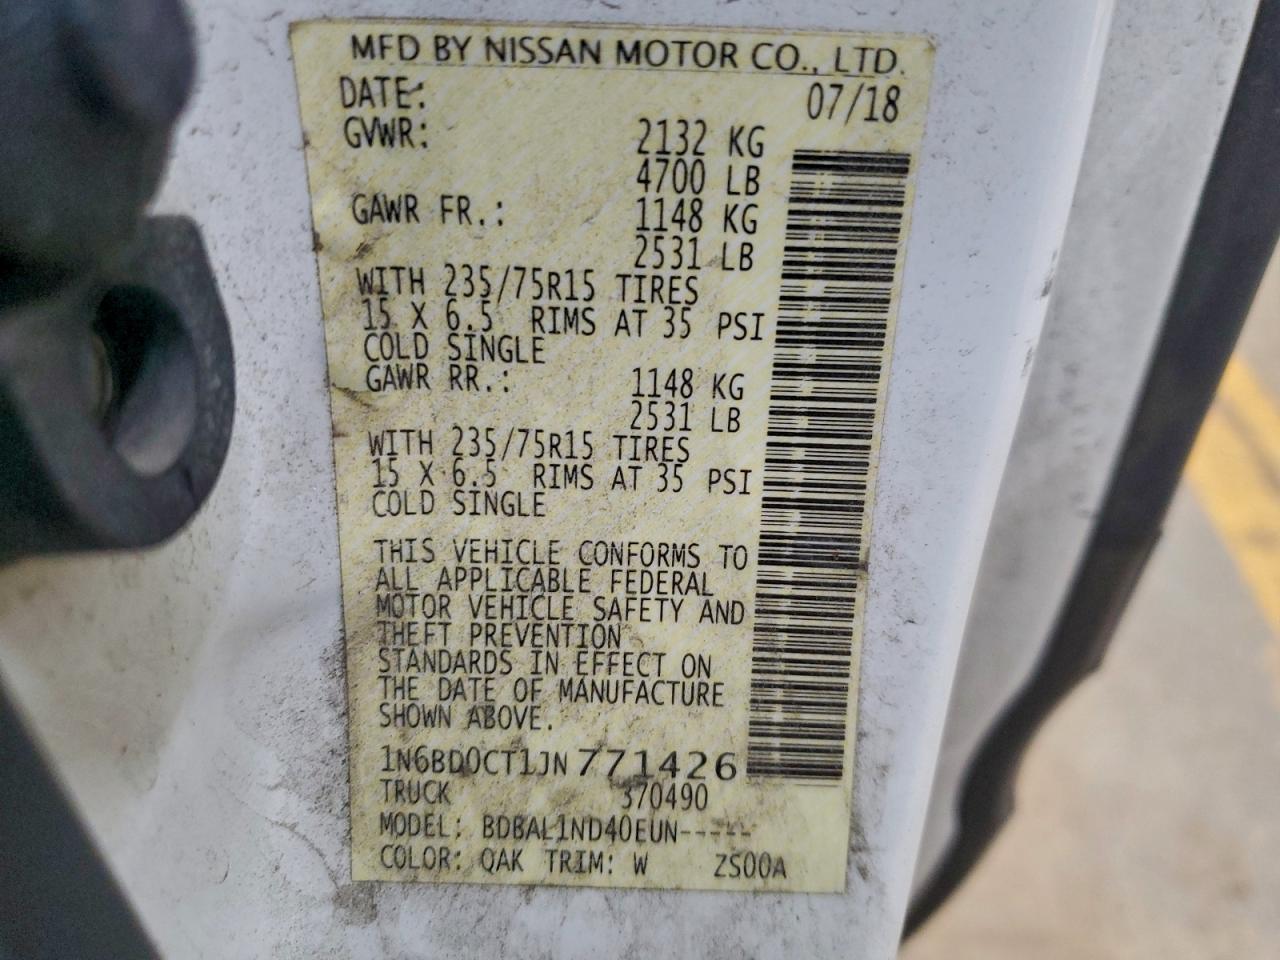 MFD BY NISSAN MOTOR CO., LTD.
DATE: 07/18
GVWR: 2132 KG
4700 LB
GAWR FR.: 1148 KG
2531 LB
WITH 235/75R15 TIRES
15 X 6.5 RIMS AT 35 PSI
COLD SINGLE
GAWR RR.: 1148 KG
2531 LB
WITH 235/75R15 TIRES
15 X 6.5 RIMS AT 35 PSI
COLD SINGLE
THIS VEHICLE CONFORMS TO
ALL APPLICABLE FEDERAL
MOTOR VEHICLE SAFETY AND
THEFT PREVENTION
STANDARDS IN EFFECT ON
THE DATE OF MANUFACTURE
SHOWN ABOVE.
1N6BD0CT1JN771426
TRUCK 370490
MODEL: BDBAL1ND40EUN-----
COLOR: QAK TRIM: W ZS00A